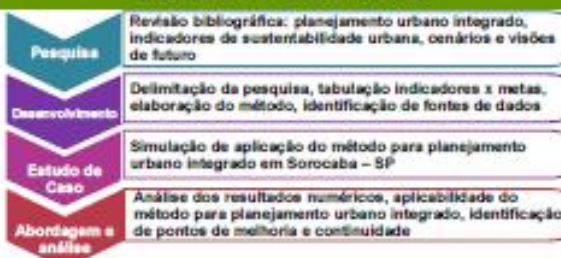 Pesquisa
Revisão bibliográfica: planejamento urbano integrado,
indicadores de sustentabilidade urbana, cenários e visões
de futuro
Desenvolvimento
Delimitação da pesquisa, tabulação indicadores x metas,
elaboração do método, identificação de fontes de dados
Estudo de
Caso
Simulação de aplicação do método para planejamento
urbano integrado em Sorocaba – SP
Abordagem e
análise
Análise dos resultados numéricos, aplicabilidade do
método para planejamento urbano integrado, identificação
de pontos de melhoria e continuidade